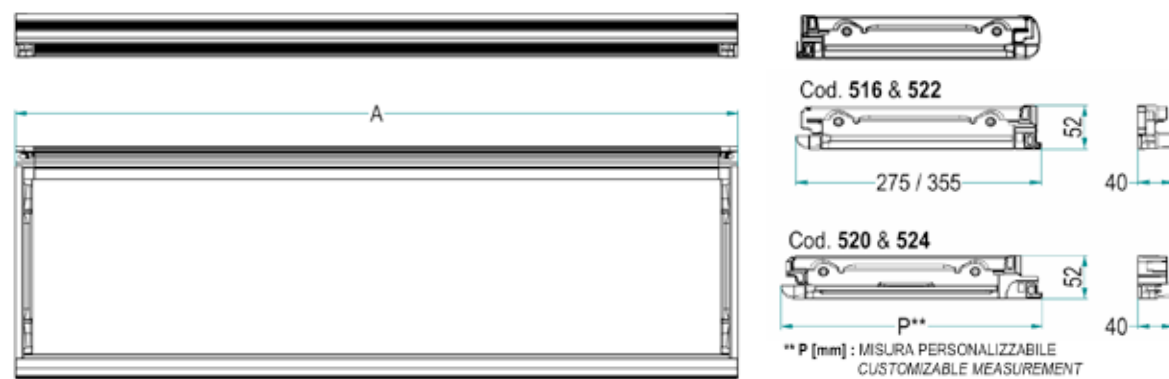 A
Cod. 516 & 522
52
275 / 355
40
Cod. 520 & 524
52
P**
40
** P [mm] : MISURA PERSONALIZZABILE
CUSTOMIZABLE MEASUREMENT